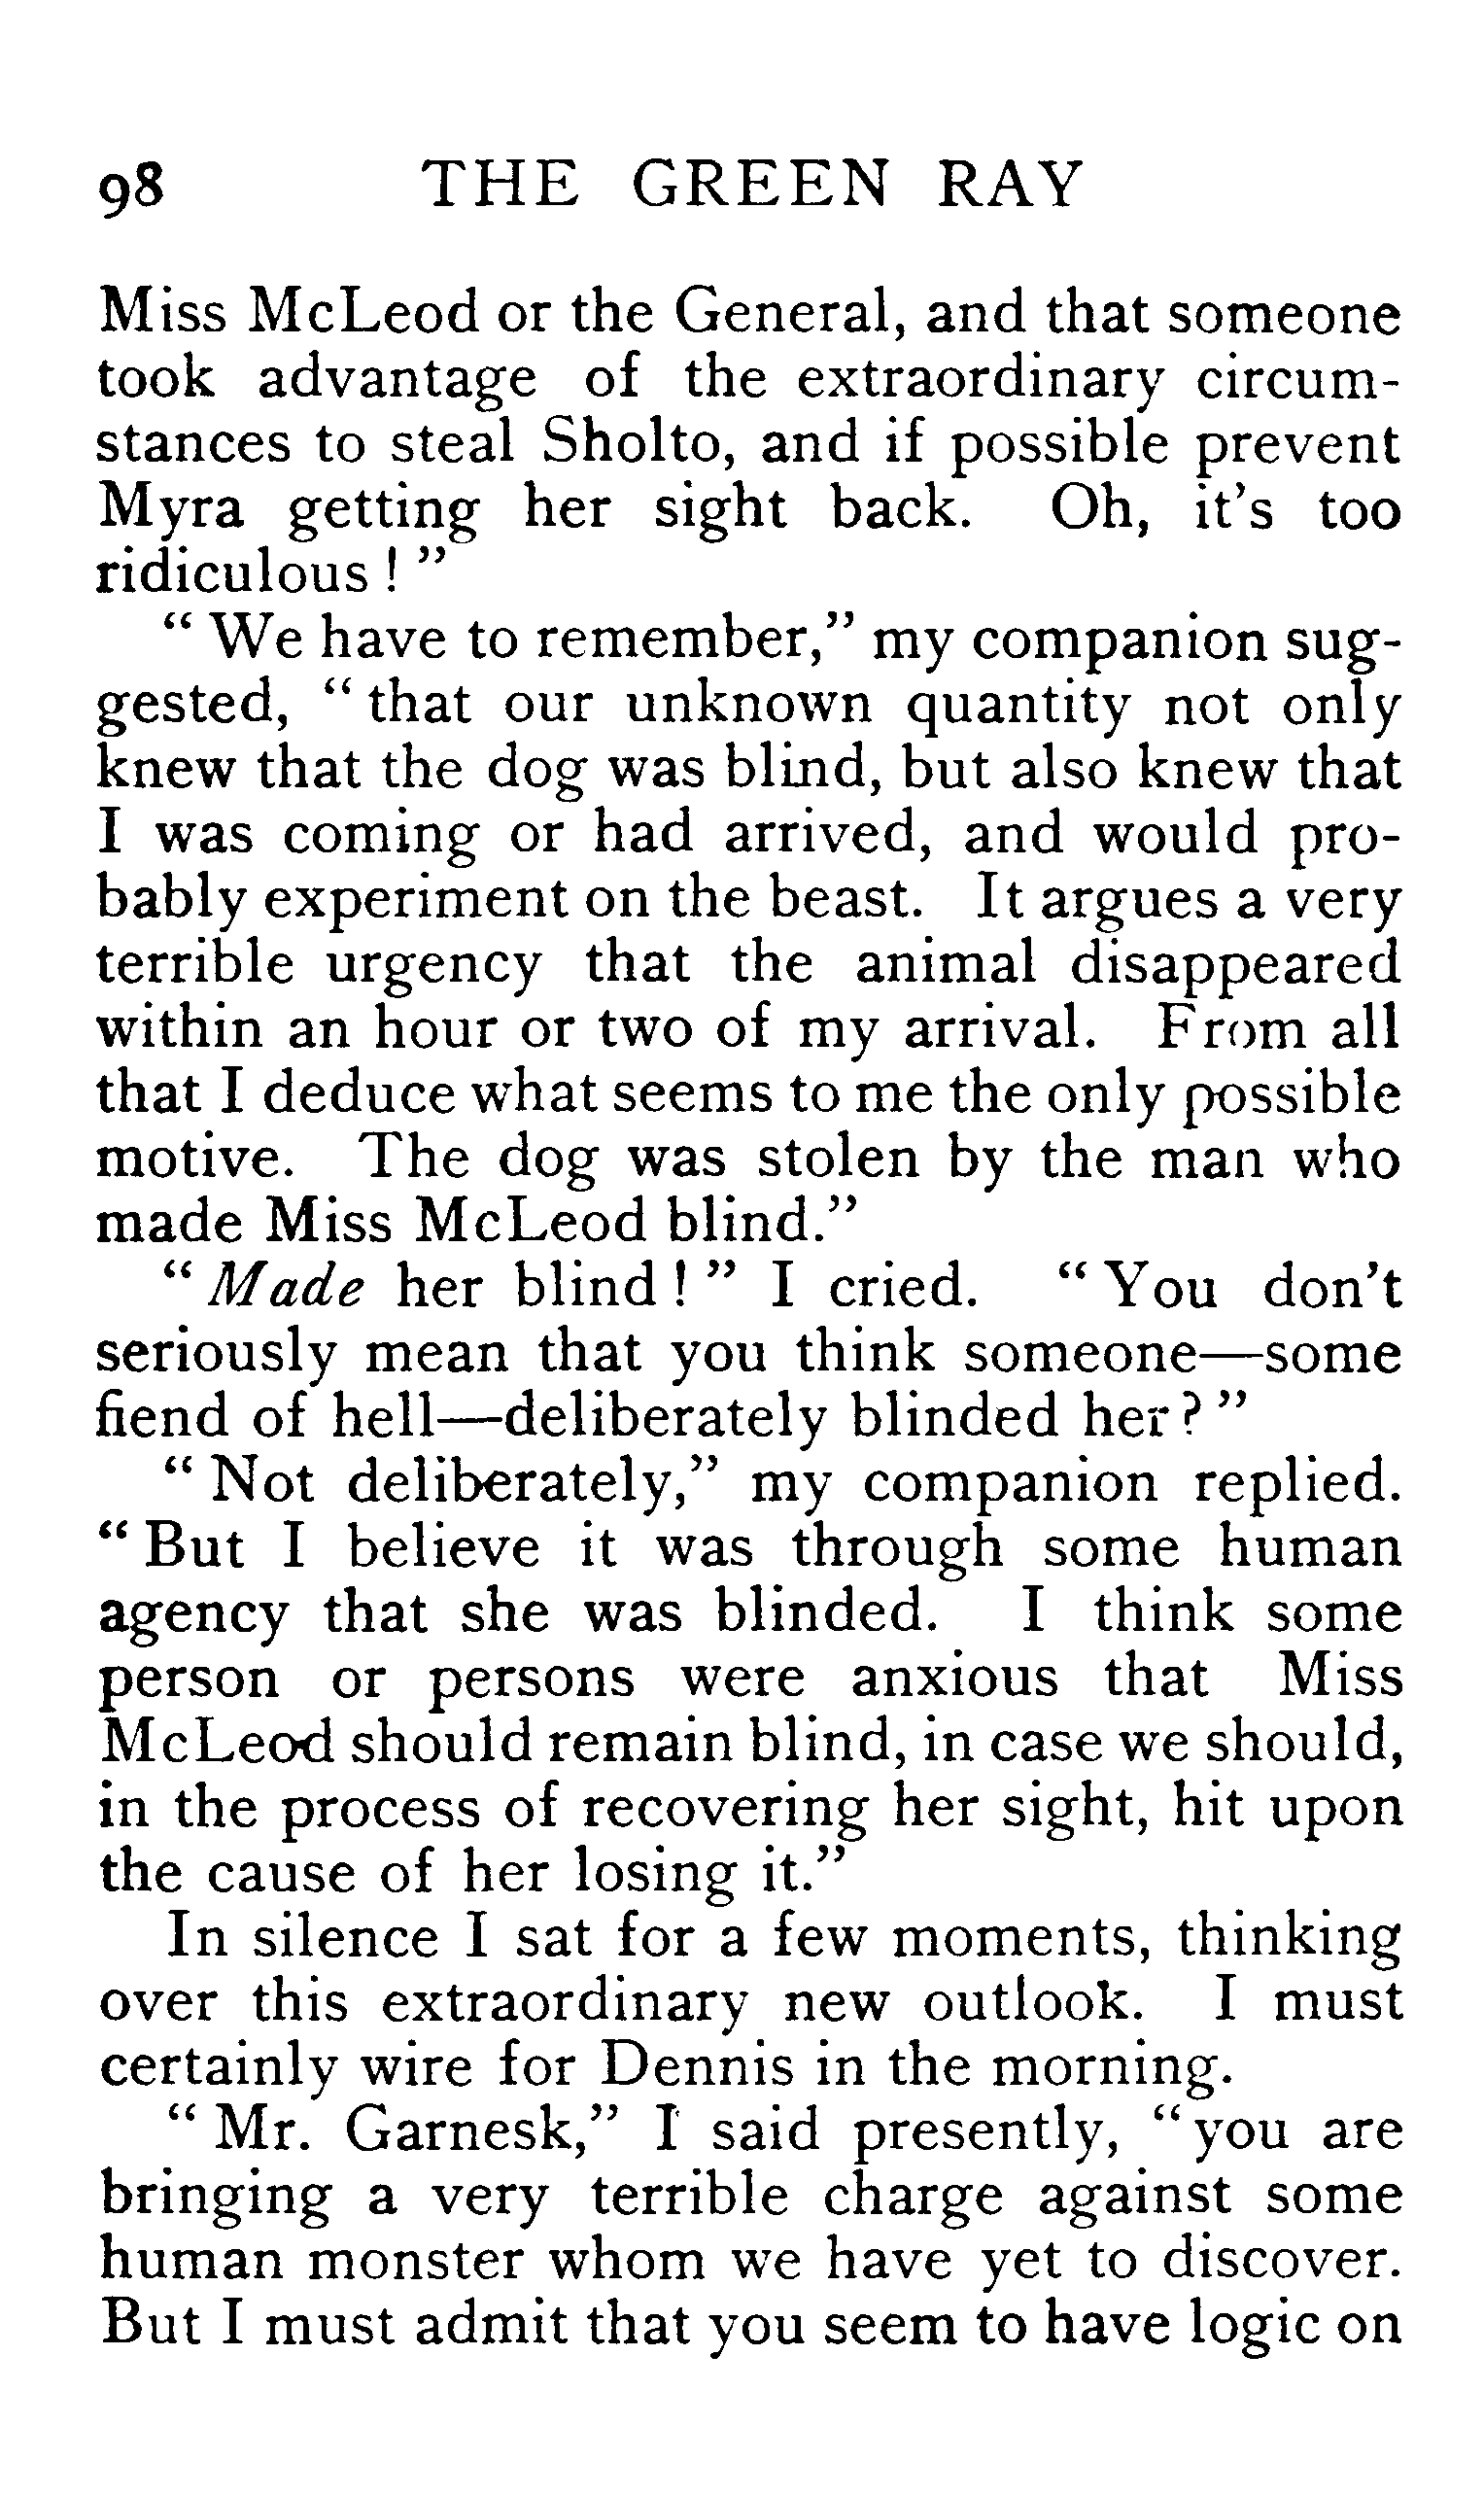 98 THE GREEN RAY
Miss McLeod or the General, and that someone
took advantage of the extraordinary circum-
stances to steal Sholto, and if possible prevent
Myra getting her sight back. Oh, it's too
ridiculous ! "
" We have to remember," my companion sug-
gested, " that our unknown quantity not only
knew that the dog was blind, but also knew that
I was coming or had arrived, and would pro-
bably experiment on the beast. It argues a very
terrible urgency that the animal disappeared
within an hour or two of my arrival. From all
that I deduce what seems to me the only possible
motive. The dog was stolen by the man who
made Miss McLeod blind."
" Made her blind ! " I cried. " You don't
seriously mean that you think someone—some
fiend of hell—deliberately blinded her ? "
" Not deliberately," my companion replied.
" But I believe it was through some human
agency that she was blinded. I think some
person or persons were anxious that Miss
McLeod should remain blind, in case we should,
in the process of recovering her sight, hit upon
the cause of her losing it."
In silence I sat for a few moments, thinking
over this extraordinary new outlook. I must
certainly wire for Dennis in the morning.
" Mr. Garnesk," I said presently, " you are
bringing a very terrible charge against some
human monster whom we have yet to discover.
But I must admit that you seem to have logic on